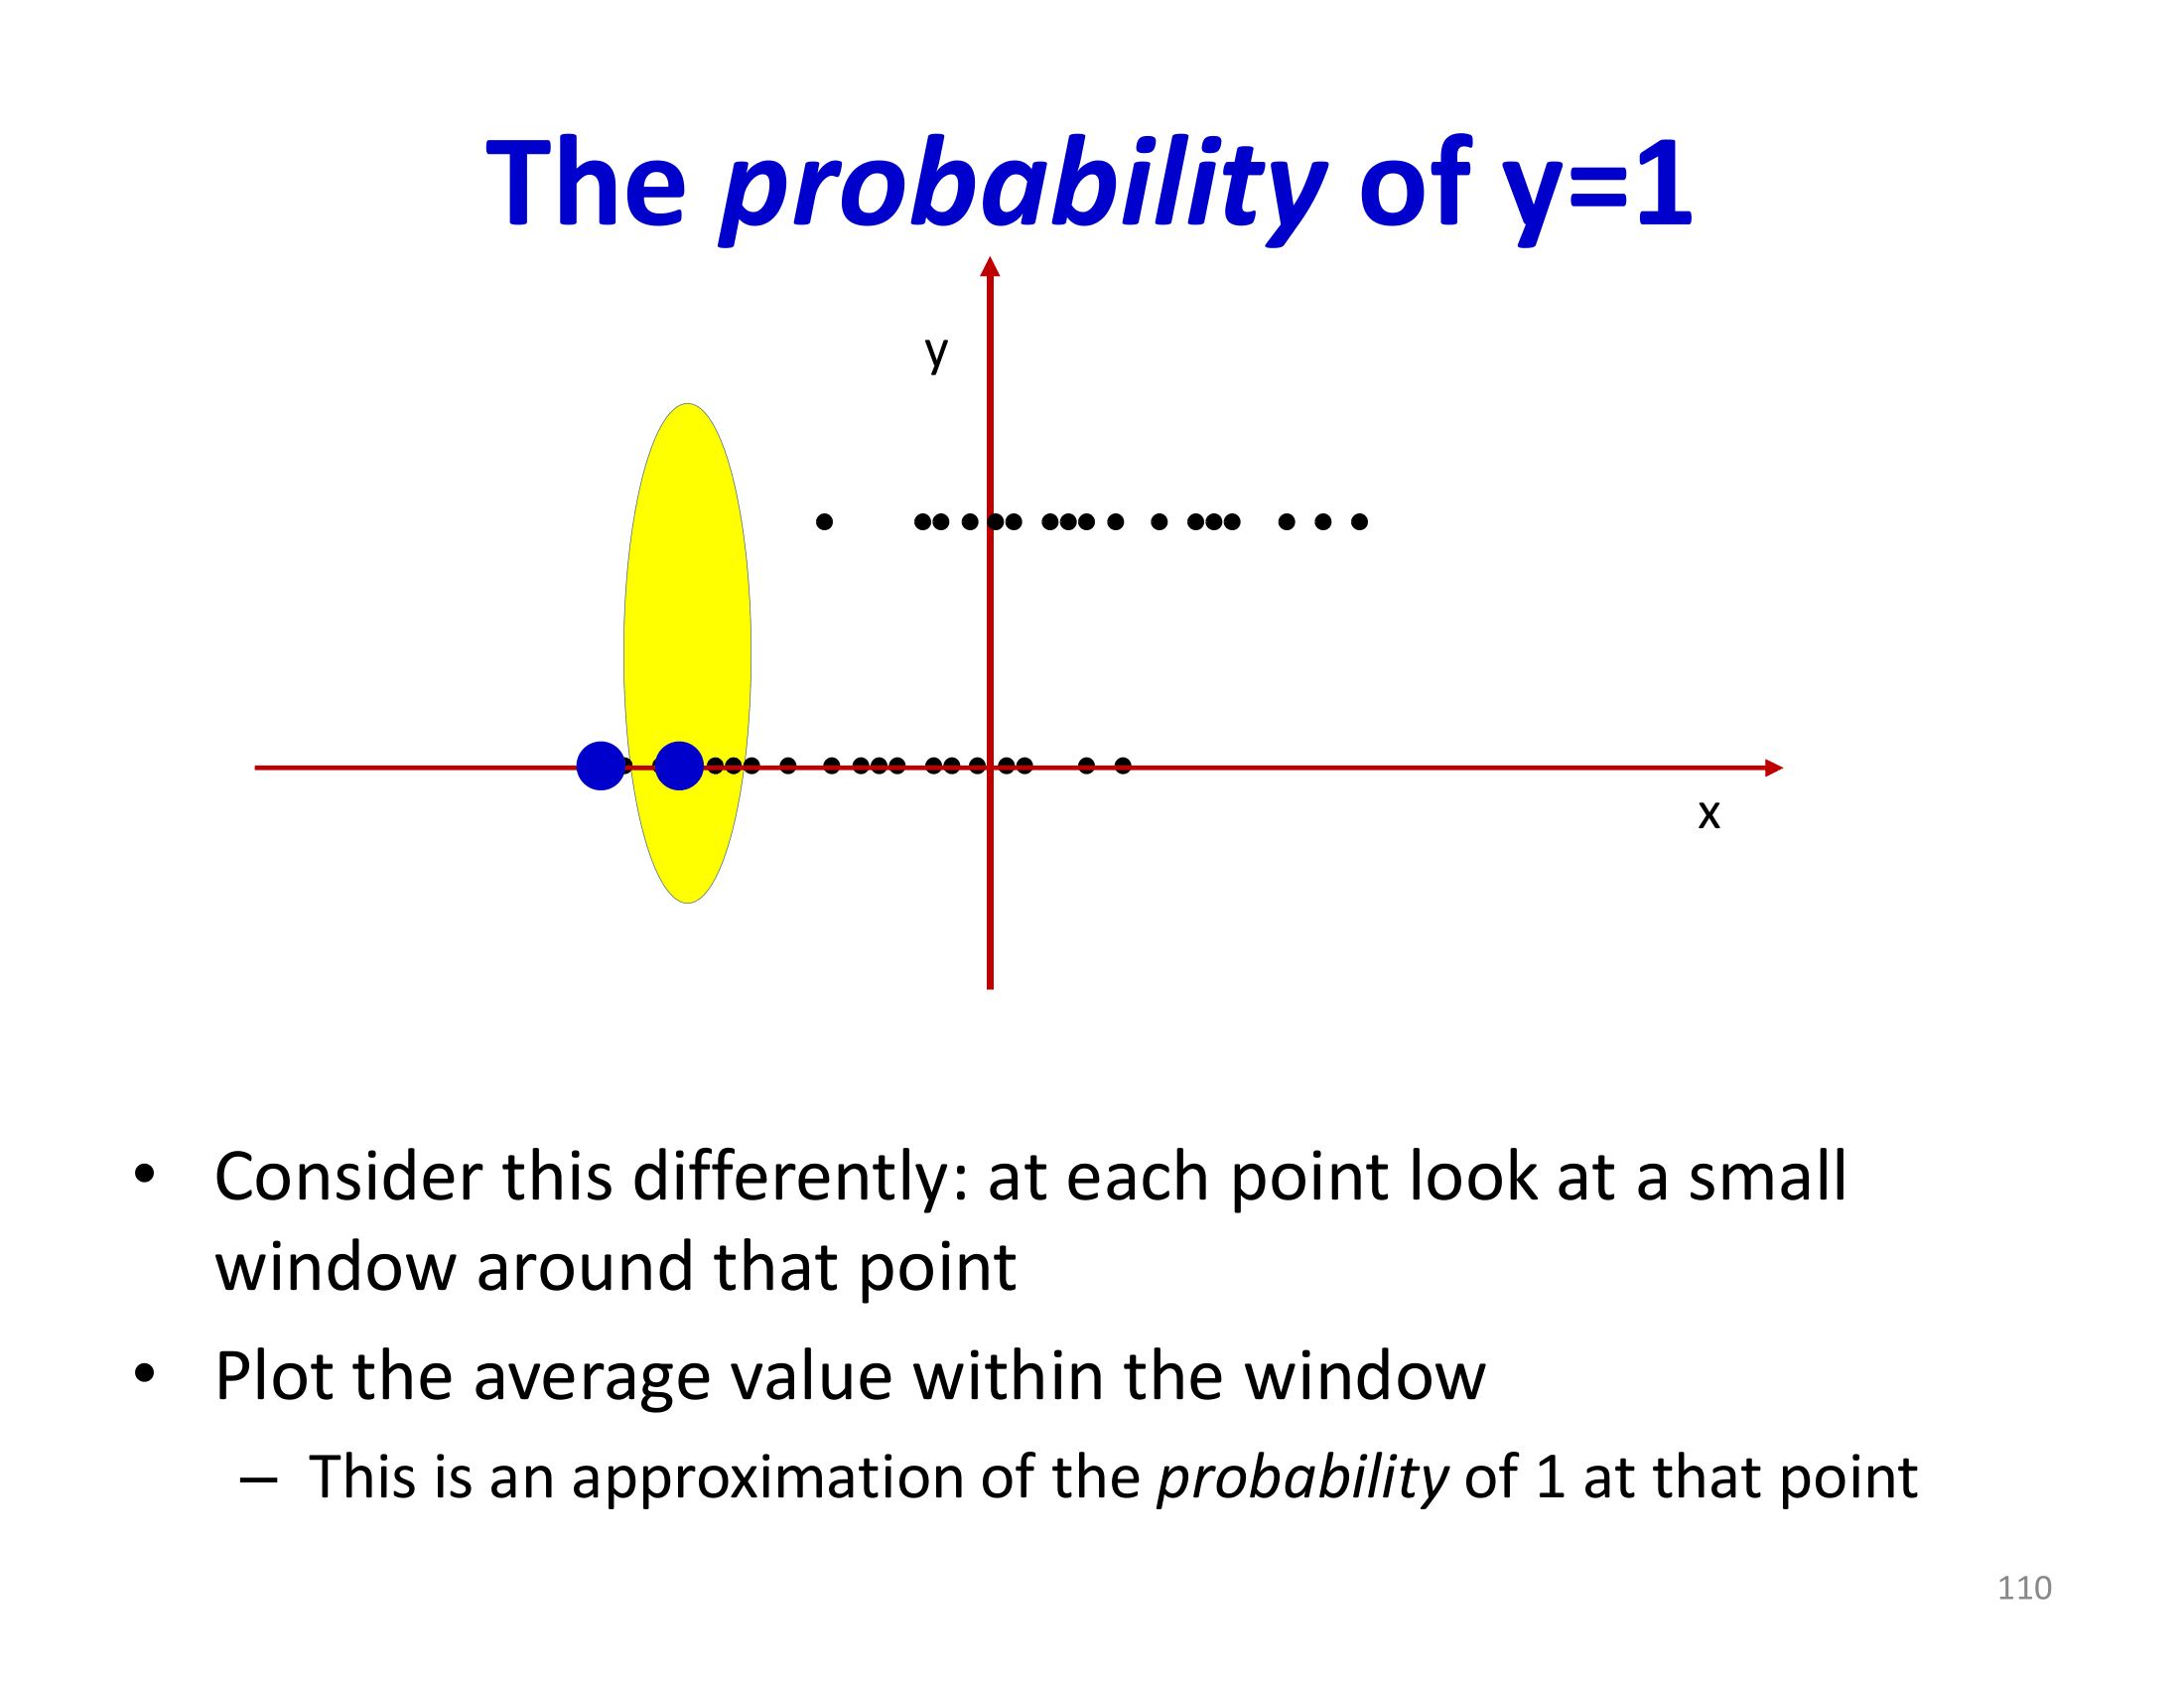 The probability of y=1
y
x
• Consider this differently: at each point look at a small
window around that point
• Plot the average value within the window
– This is an approximation of the probability of 1 at that point
110